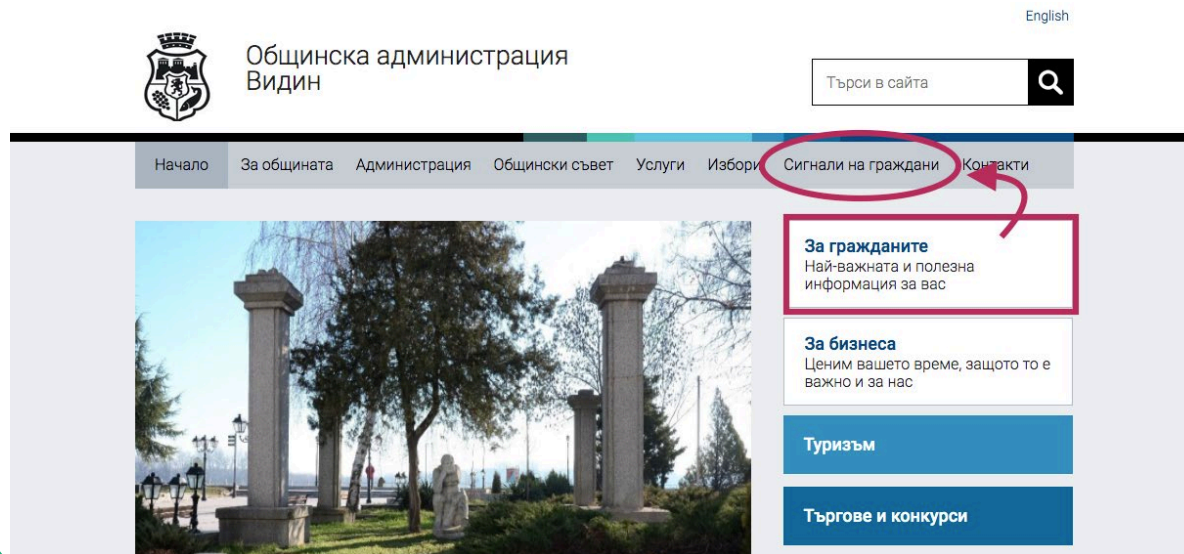 English
Общинска администрация
Видин
Търси в сайта
Начало За общината Администрация Общински съвет Услуги Избори Сигнали на граждани Контакти
За гражданите
Най-важната и полезна
информация за вас
За бизнеса
Ценим вашето време, защото то е
важно и за нас
Туризъм
Търгове и конкурси